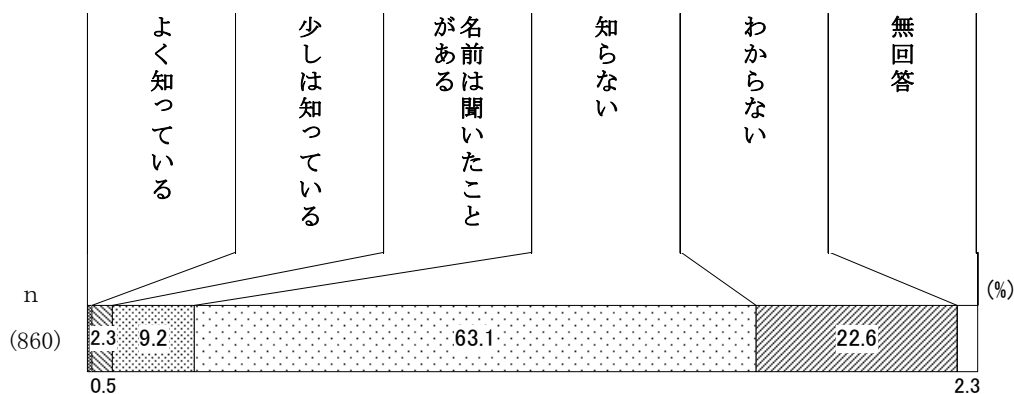 よく知っている
少しは知っている
名前は聞いたこと
がある
知らない
わからない
無回答
(%)
n
(860)
2.3
9.2
63.1
22.6
0.5
2.3